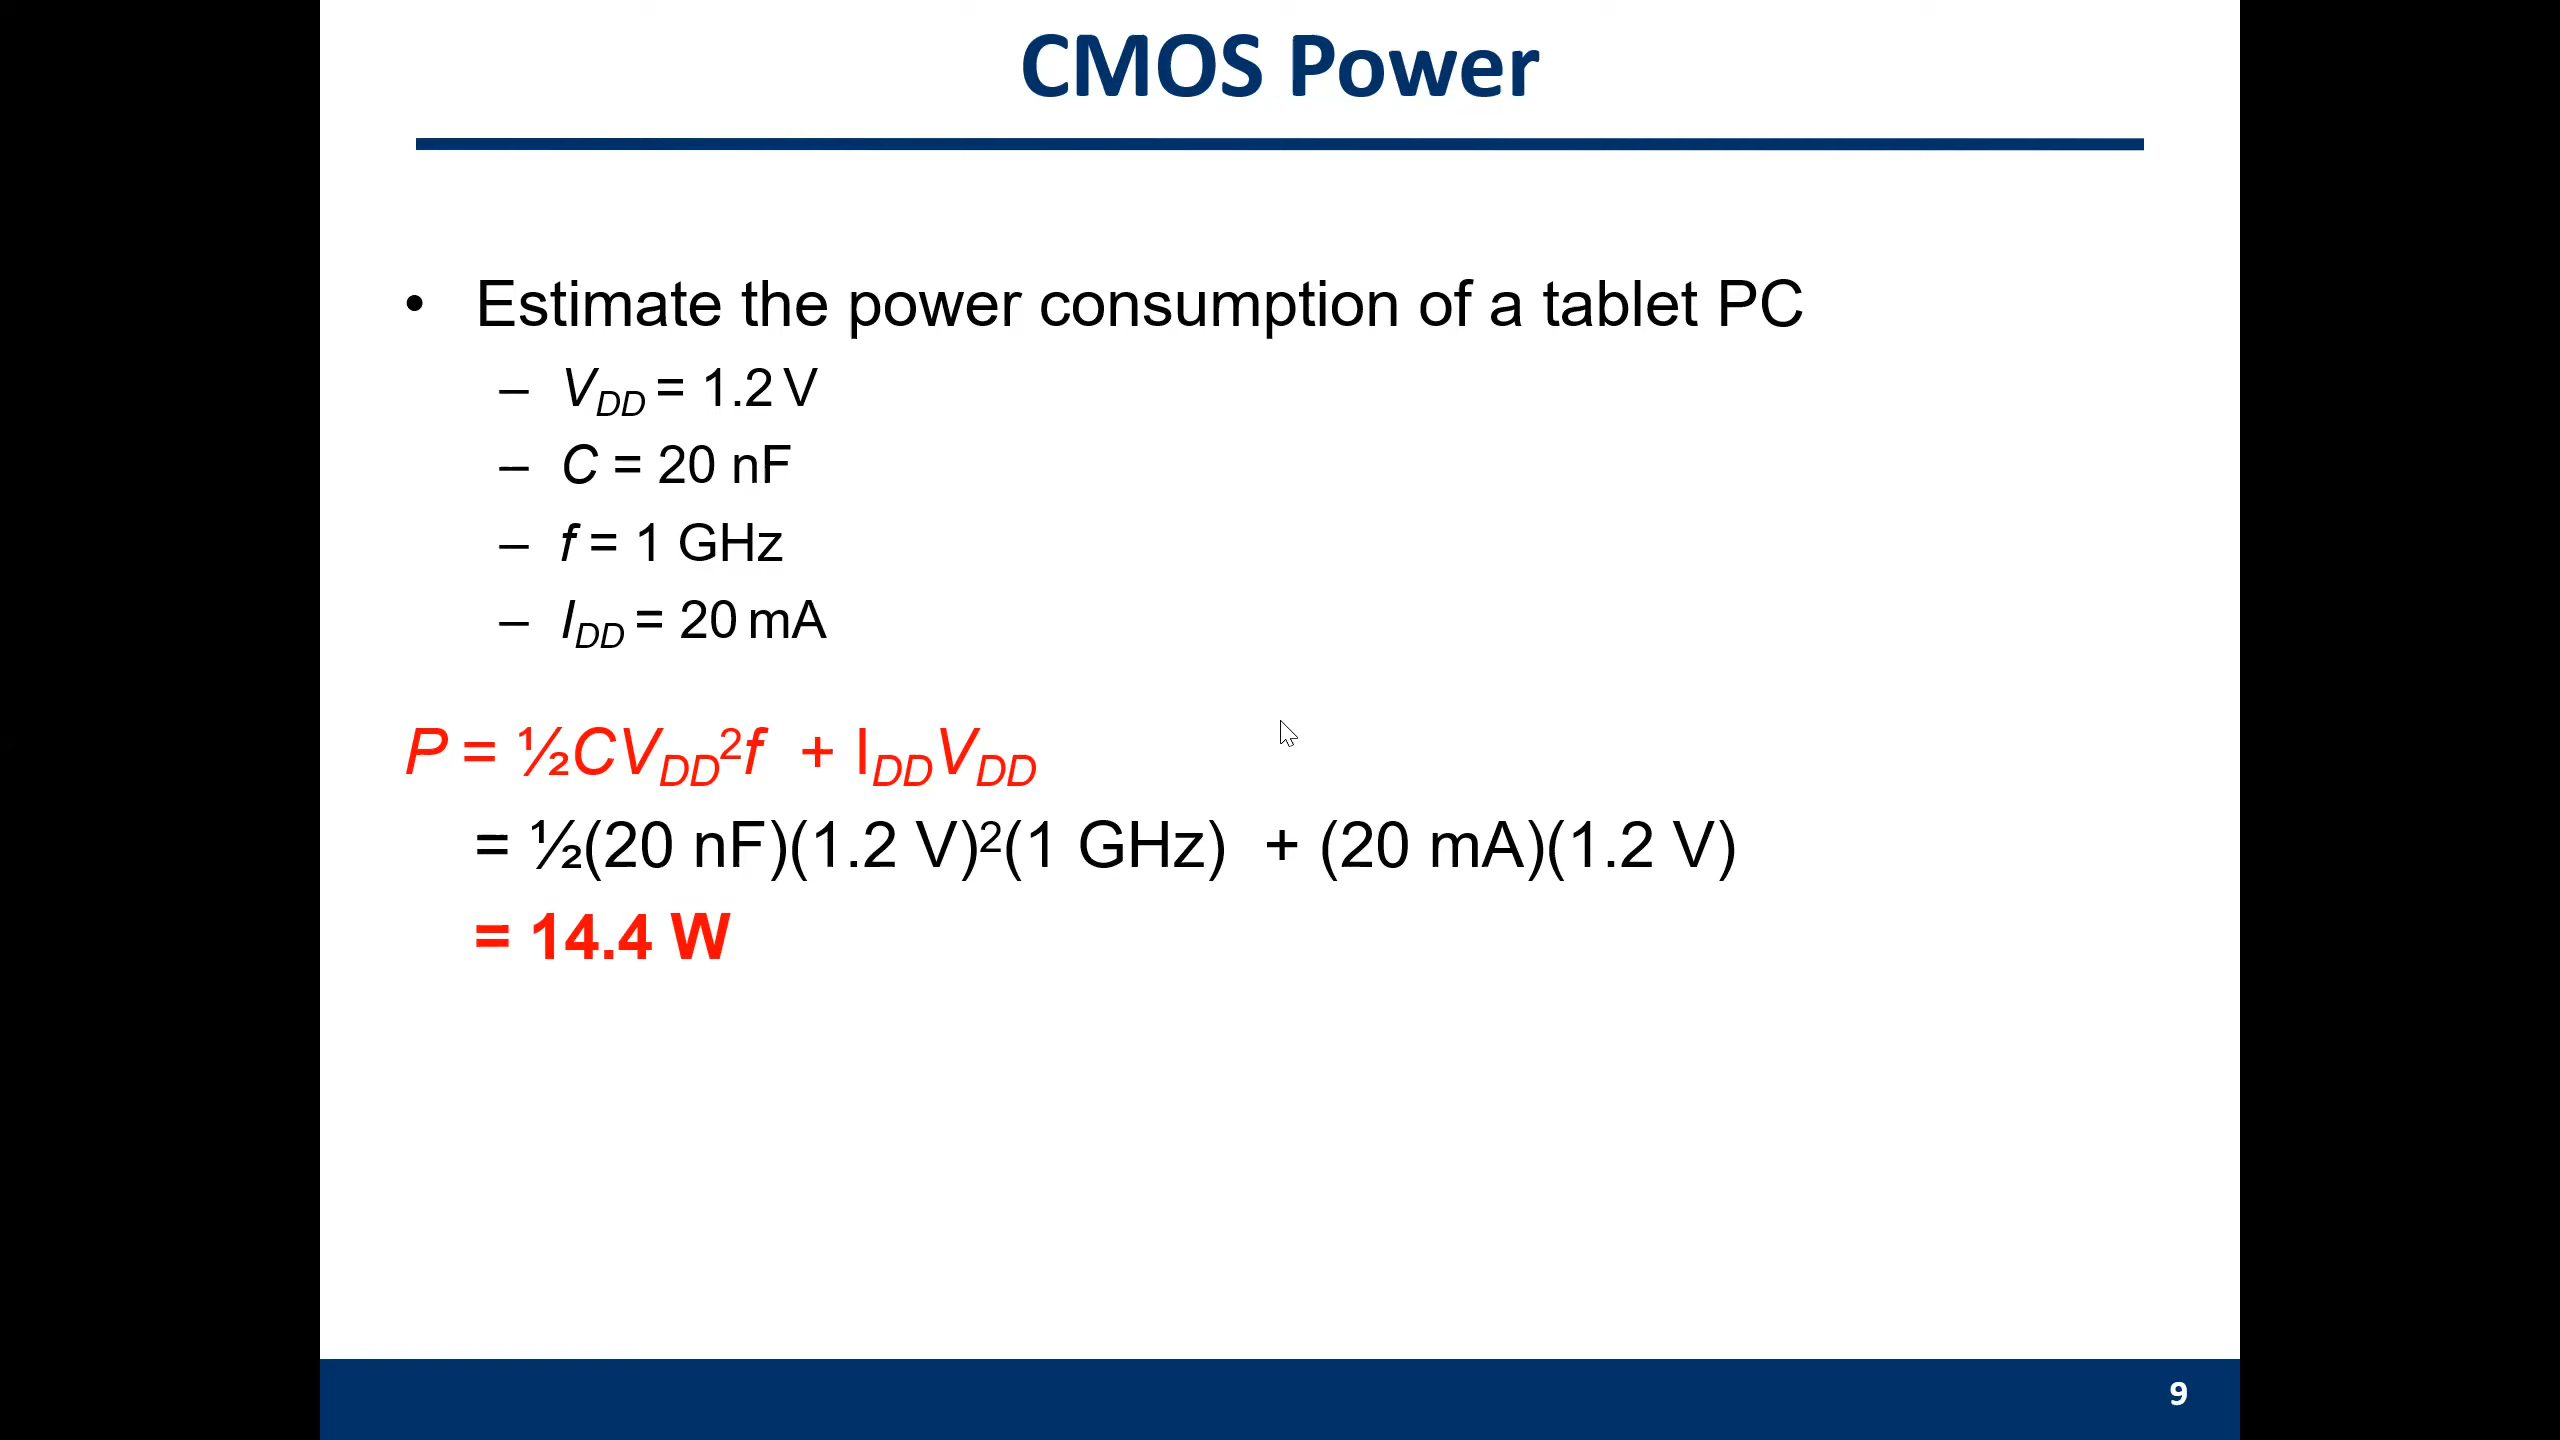 CMOS Power
• Estimate the power consumption of a tablet PC
– VDD = 1.2 V
– C = 20 nF
– f = 1 GHz
– IDD = 20 mA
P = ½CVDD²f + IDDVDD
= ½(20 nF)(1.2 V)²(1 GHz) + (20 mA)(1.2 V)
= 14.4 W
9